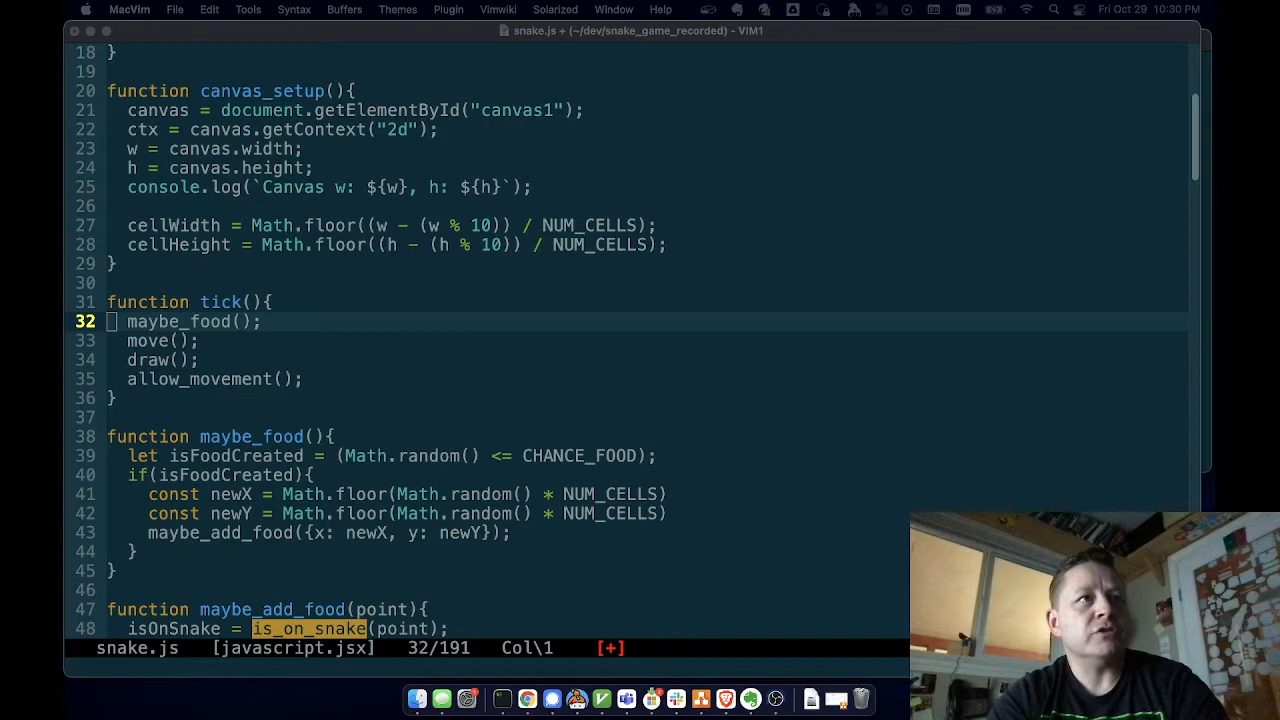 MacVim File Edit Tools Syntax Buffers Themes Plugin Vimwiki Solarized Window Help Fri Oct 29 10:30 PM
snake.js + (~/dev/snake_game_recorded) - VIM1
18 }
19
20 function canvas_setup(){
21 canvas = document.getElementById("canvas1");
22 ctx = canvas.getContext("2d");
23 w = canvas.width;
24 h = canvas.height;
25 console.log(`Canvas w: ${w}, h: ${h}`);
26
27 cellWidth = Math.floor((w - (w % 10)) / NUM_CELLS);
28 cellHeight = Math.floor((h - (h % 10)) / NUM_CELLS);
29 }
30
31 function tick(){
32 maybe_food();
33 move();
34 draw();
35 allow_movement();
36 }
37
38 function maybe_food(){
39 let isFoodCreated = (Math.random() <= CHANCE_FOOD);
40 if(isFoodCreated){
41 const newX = Math.floor(Math.random() * NUM_CELLS)
42 const newY = Math.floor(Math.random() * NUM_CELLS)
43 maybe_add_food({x: newX, y: newY});
44 }
45 }
46
47 function maybe_add_food(point){
48 isOnSnake = is_on_snake(point);
snake.js [javascript.jsx] 32/191 Col\1 [+]